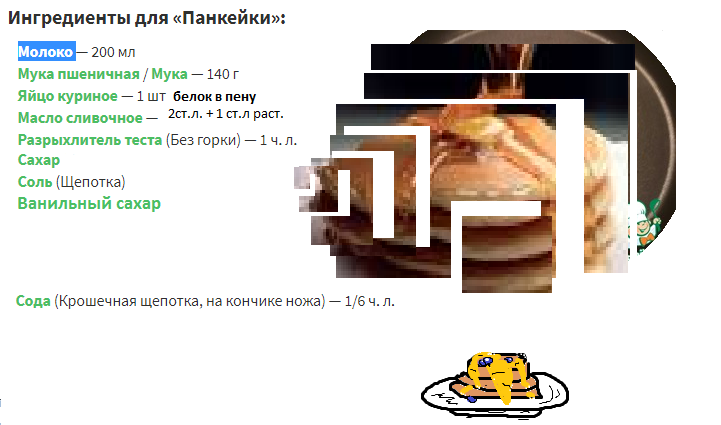 Ингредиенты для «Панкейки»:
Молоко — 200 мл
Мука пшеничная / Мука — 140 г
Яйцо куриное — 1 шт белок в пену
Масло сливочное — 2ст.л. + 1 ст.л раст.
Разрыхлитель теста (Без горки) — 1 ч. л.
Сахар
Соль (Щепотка)
Ванильный сахар
Сода (Крошечная щепотка, на кончике ножа) — 1/6 ч. л.